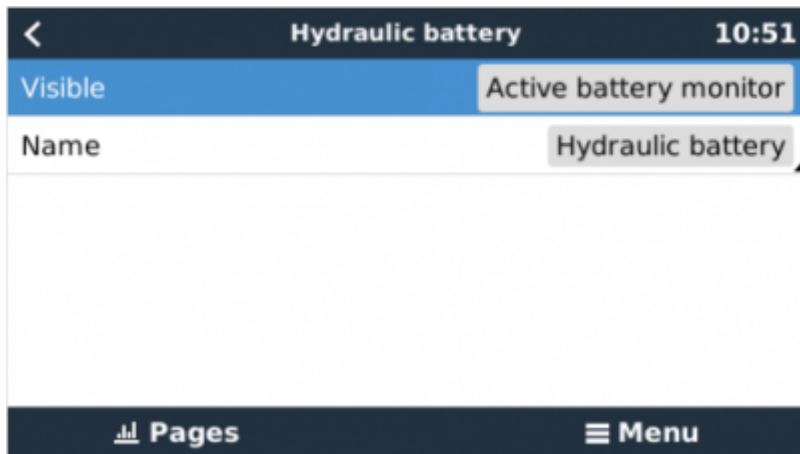 Hydraulic battery 10:51
Visible Active battery monitor
Name Hydraulic battery
Pages Menu